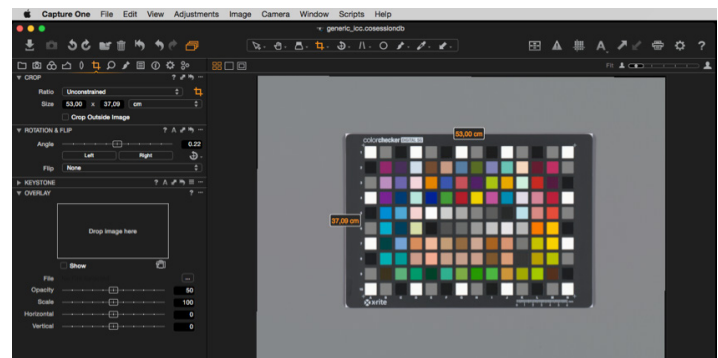 Capture One File Edit View Adjustments Image Camera Window Scripts Help
generic_icc.cosessiondb
Fit
CROP
Ratio Unconstrained
Size 53,00 x 37,09 cm
Crop Outside Image
ROTATION & FLIP
Angle 0.22
Left Right
Flip None
KEYSTONE
OVERLAY
Drop image here
Show
File
Opacity 50
Scale 100
Horizontal 0
Vertical 0
colorchecker DIGITAL SG
53,00 cm
37,09 cm
x-rite